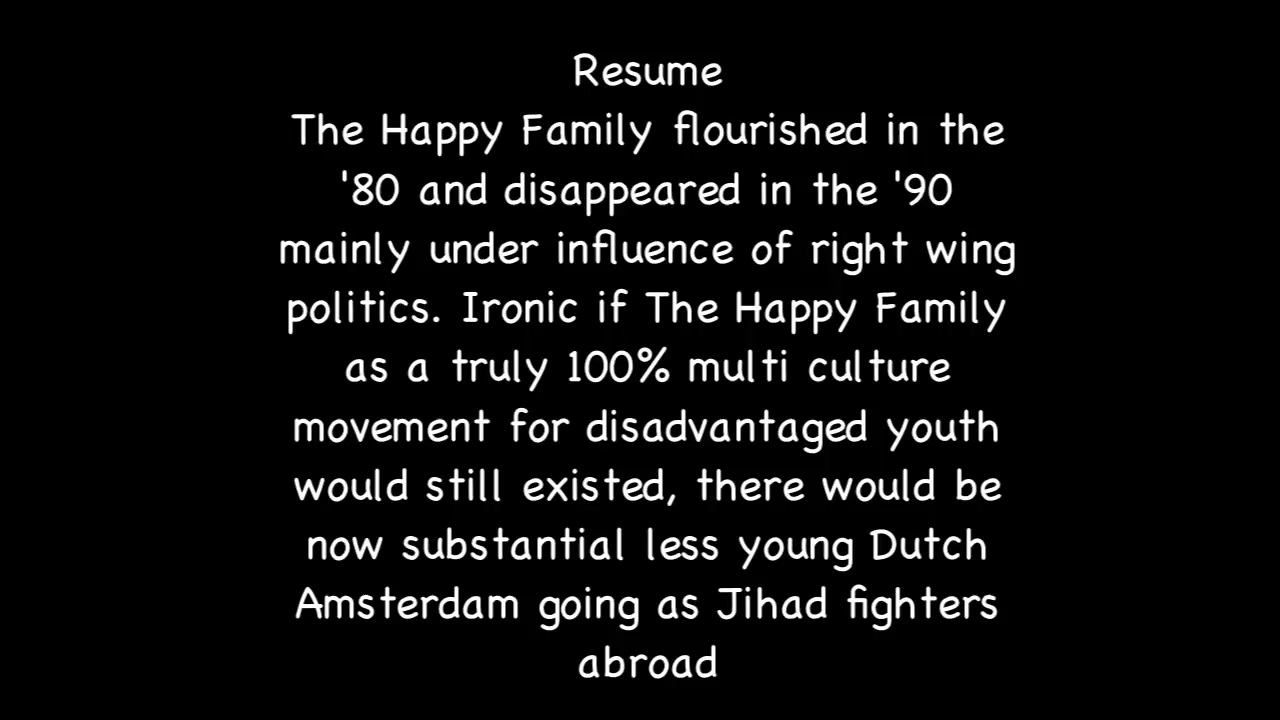 Resume
The Happy Family flourished in the
'80 and disappeared in the '90
mainly under influence of right wing
politics. Ironic if The Happy Family
as a truly 100% multi culture
movement for disadvantaged youth
would still existed, there would be
now substantial less young Dutch
Amsterdam going as Jihad fighters
abroad